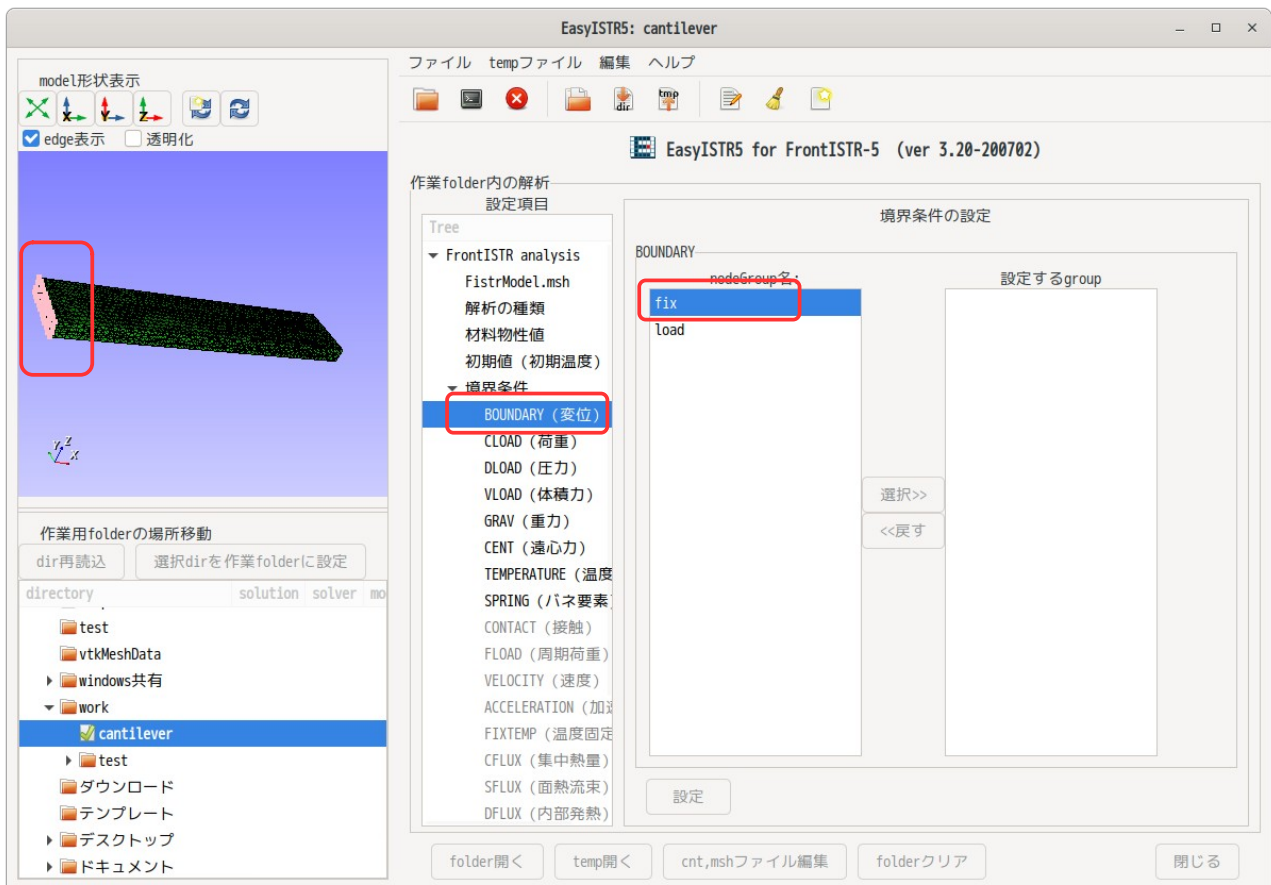 EasyISTR5: cantilever
ファイル tempファイル 編集 ヘルプ
model形状表示
edge表示 透明化
EasyISTR5 for FrontISTR-5 (ver 3.20-200702)
作業folder内の解析
設定項目
Tree
FrontISTR analysis
FistrModel.msh
解析の種類
材料物性値
初期値（初期温度）
境界条件
BOUNDARY（変位）
CLOAD（荷重）
DLOAD（圧力）
VLOAD（体積力）
GRAV（重力）
CENT（遠心力）
TEMPERATURE（温度
SPRING（バネ要素
CONTACT（接触）
FLOAD（周期荷重）
VELOCITY（速度）
ACCELERATION（加速
FIXTEMP（温度固定
CFLUX（集中熱量）
SFLUX（面熱流束）
DFLUX（内部発熱）
境界条件の設定
BOUNDARY
nodeGroup名:
fix
load
設定するgroup
選択>>
<<戻す
設定
作業用folderの場所移動
dir再読込 選択dirを作業folderに設定
directory solution solver mo
test
vtkMeshData
windows共有
work
cantilever
test
ダウンロード
テンプレート
デスクトップ
ドキュメント
folder開く temp開く cnt,mshファイル編集 folderクリア 閉じる